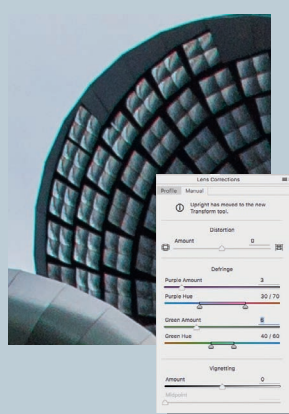 Lens Corrections
Profile Manual
Upright has moved to the new
Transform tool.
Distortion
Amount 0
Defringe
Purple Amount 3
Purple Hue 30 / 70
Green Amount 6
Green Hue 40 / 60
Vignetting
Amount 0
Midpoint